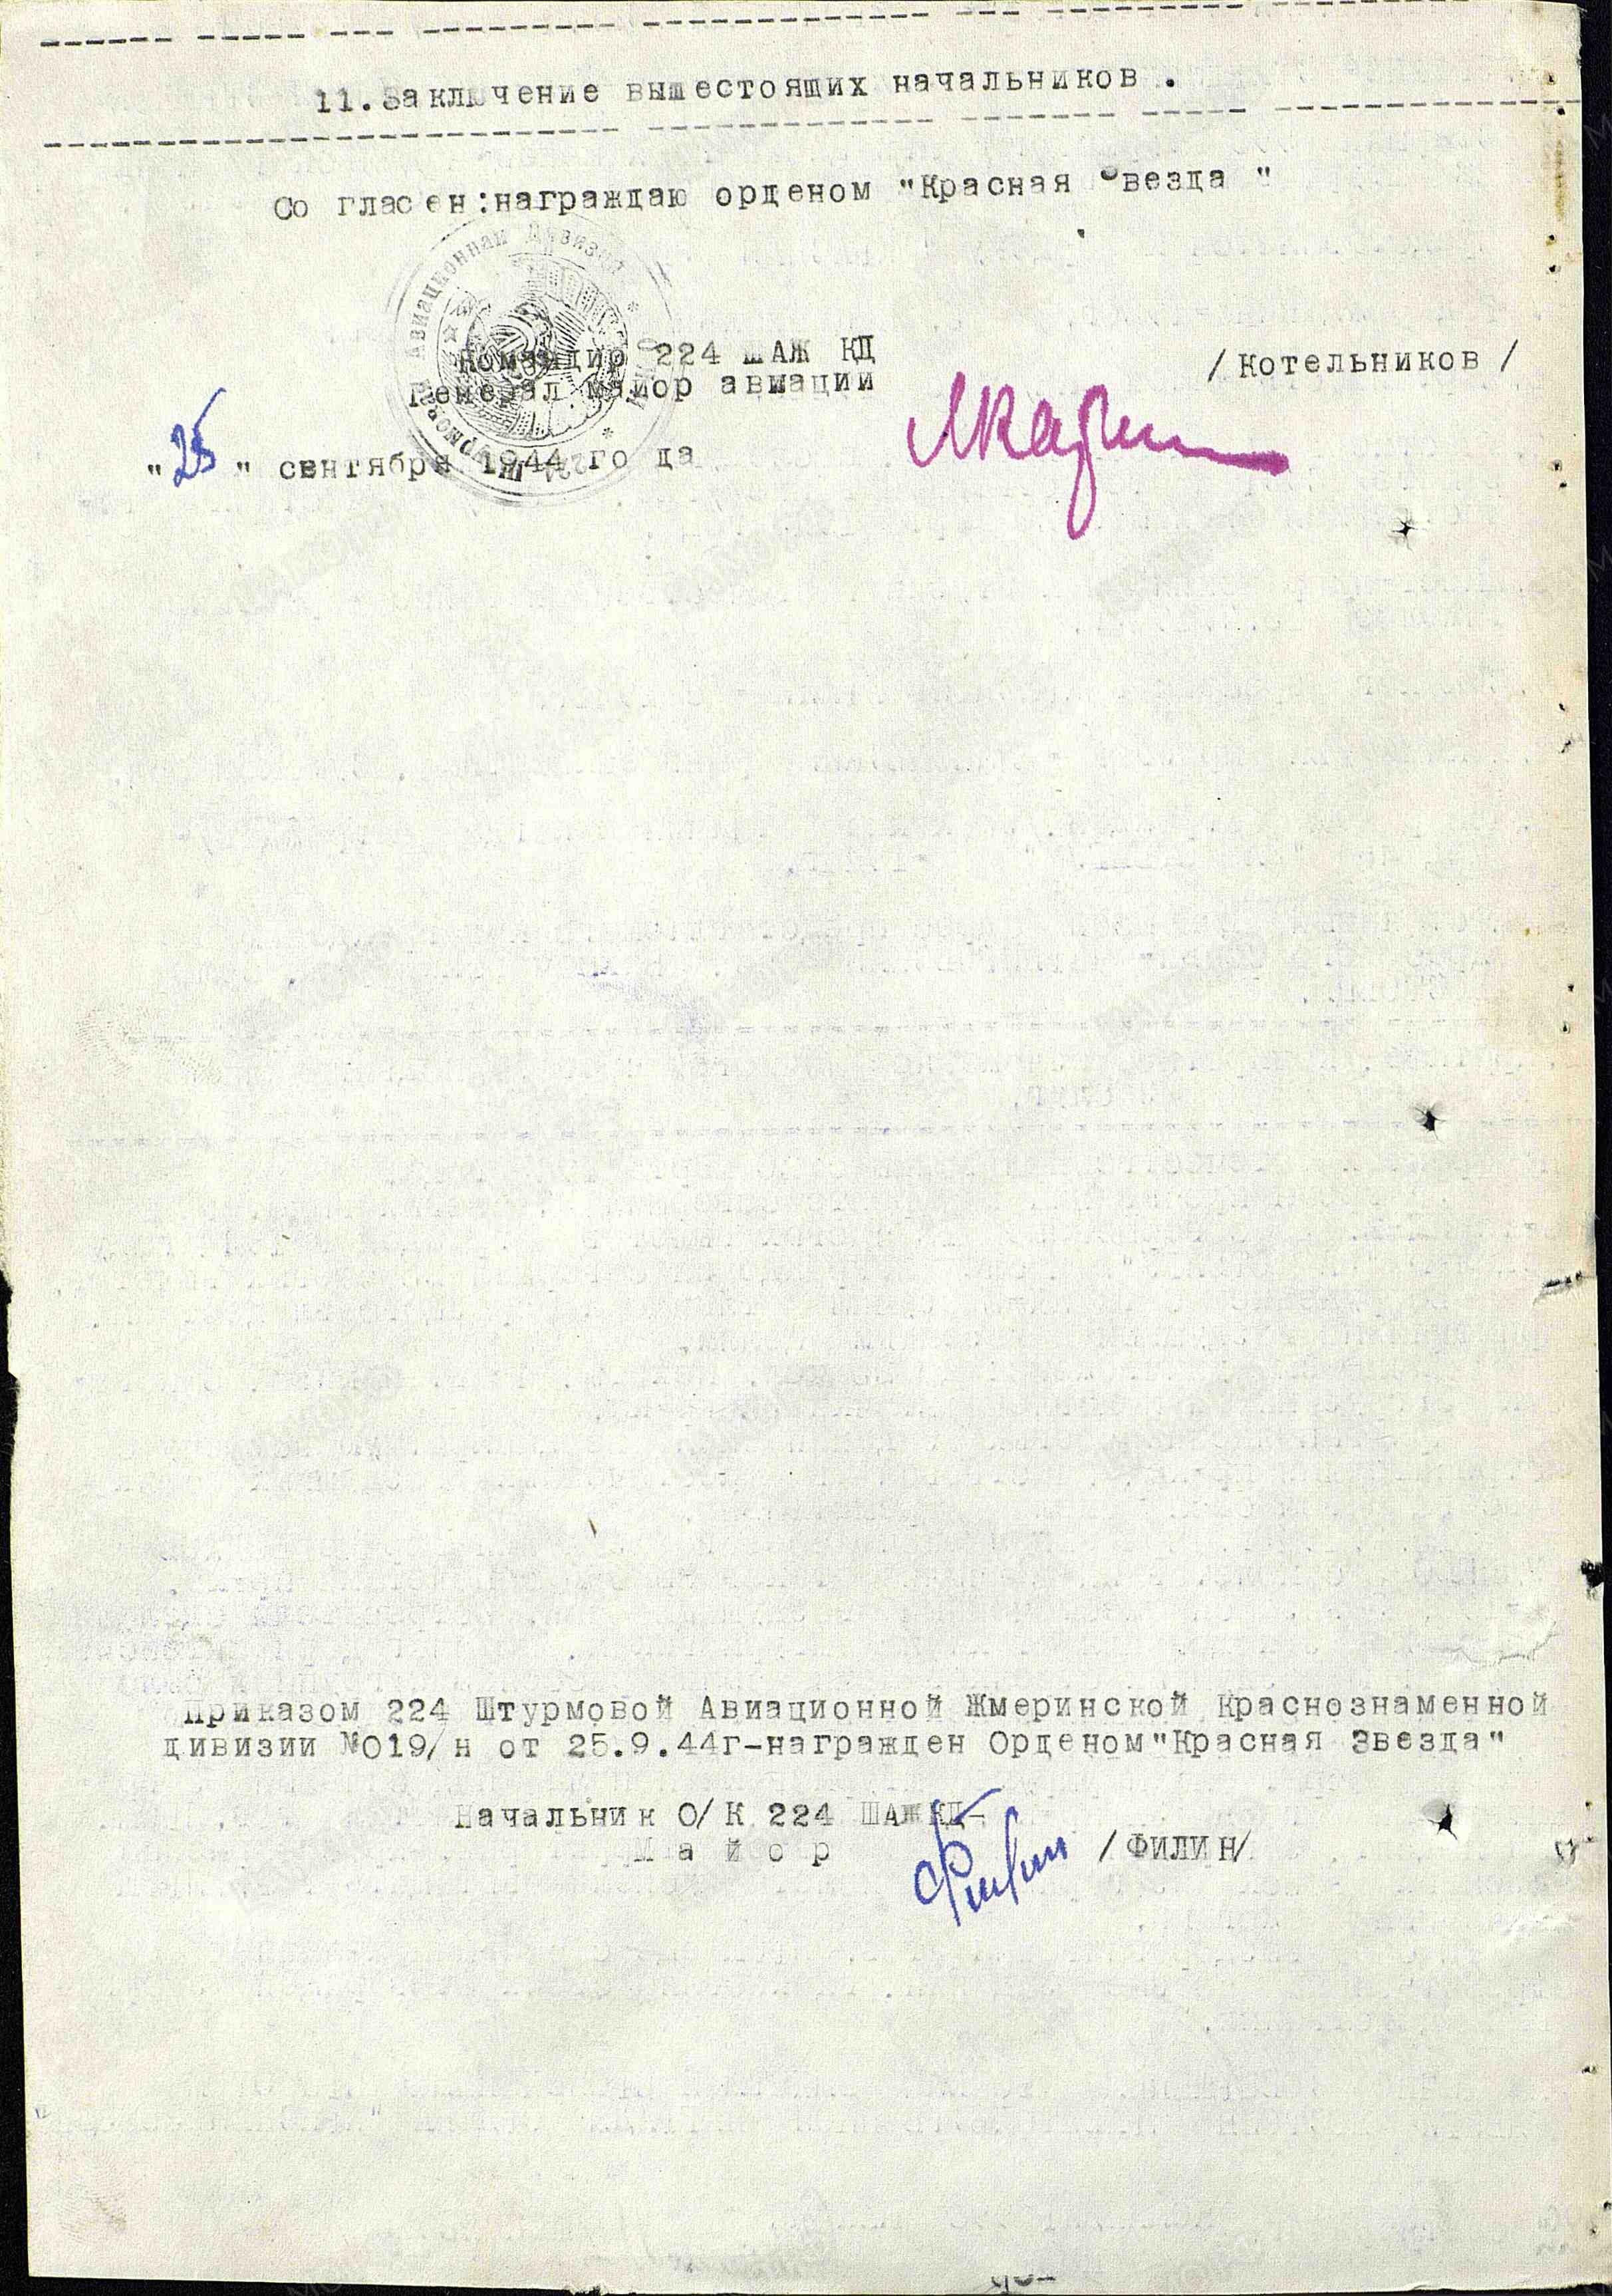 11. Заключение вышестоящих начальников .
Со гласен:награждаю орденом "Красная Звезда "
Командир 224 ШАЖ КД
Генерал майор авиации
/Котельников/
"25" сентября 1944 го да
Приказом 224 Штурмовой Авиационной Жмеринской Краснознаменной
дивизии №019/н от 25.9.44г-награжден Орденом"Красная Звезда"
Начальник О/К 224 ШАЖКД-
М а й о р
/ФИЛИН/